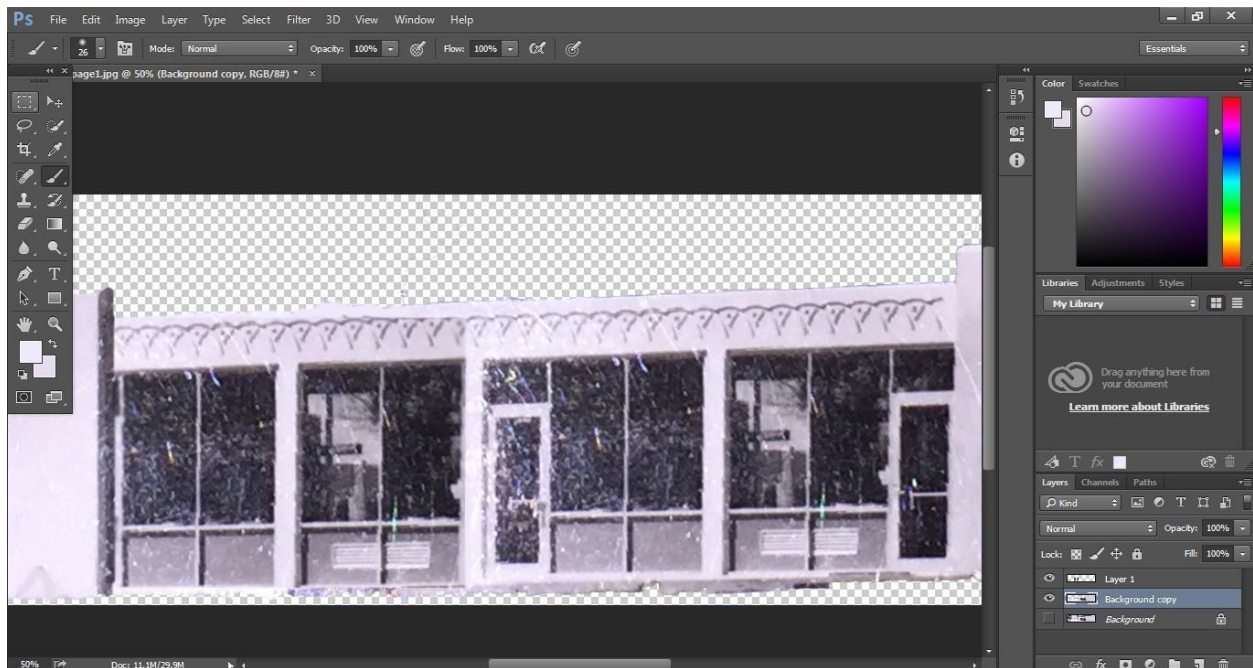 Ps File Edit Image Layer Type Select Filter 3D View Window Help
26 Mode: Normal Opacity: 100% Flow: 100% Essentials
page1.jpg @ 50% (Background copy, RGB/8#) * ×
Color Swatches
Libraries Adjustments Styles
My Library
Drag anything here from
your document
Learn more about Libraries
T fx
Layers Channels Paths
Kind T
Normal Opacity: 100%
Lock: Fill: 100%
Layer 1
Background copy
Background
50% Doc: 11.1M/29.9M
fx